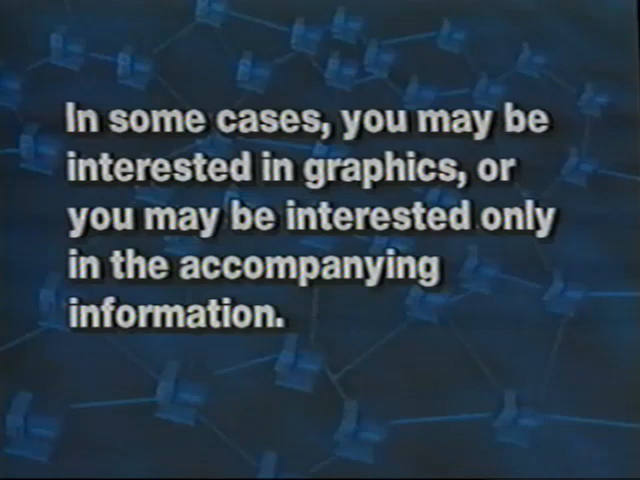 In some cases, you may be
interested in graphics, or
you may be interested only
in the accompanying
information.